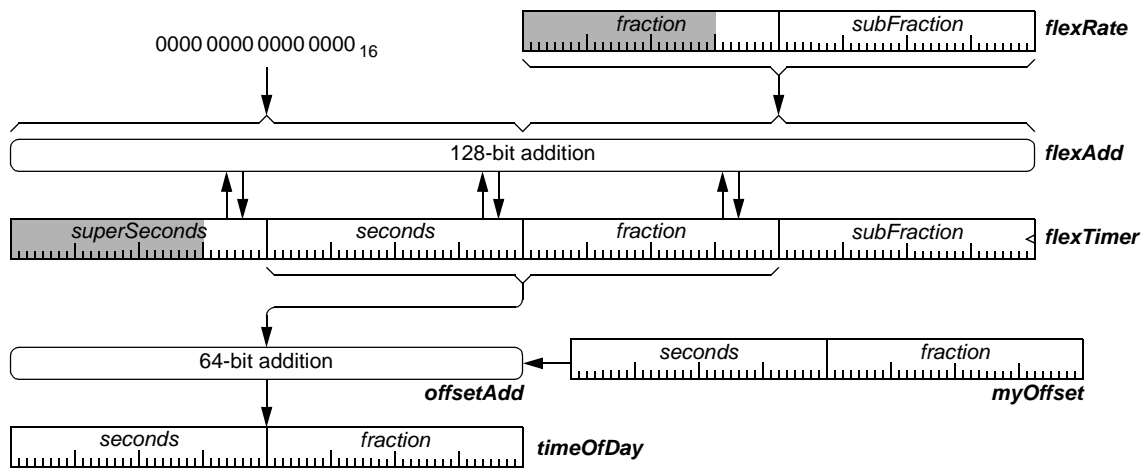 fraction subFraction flexRate
0000 0000 0000 0000 16
128-bit addition flexAdd
superSeconds seconds fraction subFraction flexTimer
64-bit addition seconds fraction
offsetAdd myOffset
seconds fraction timeOfDay